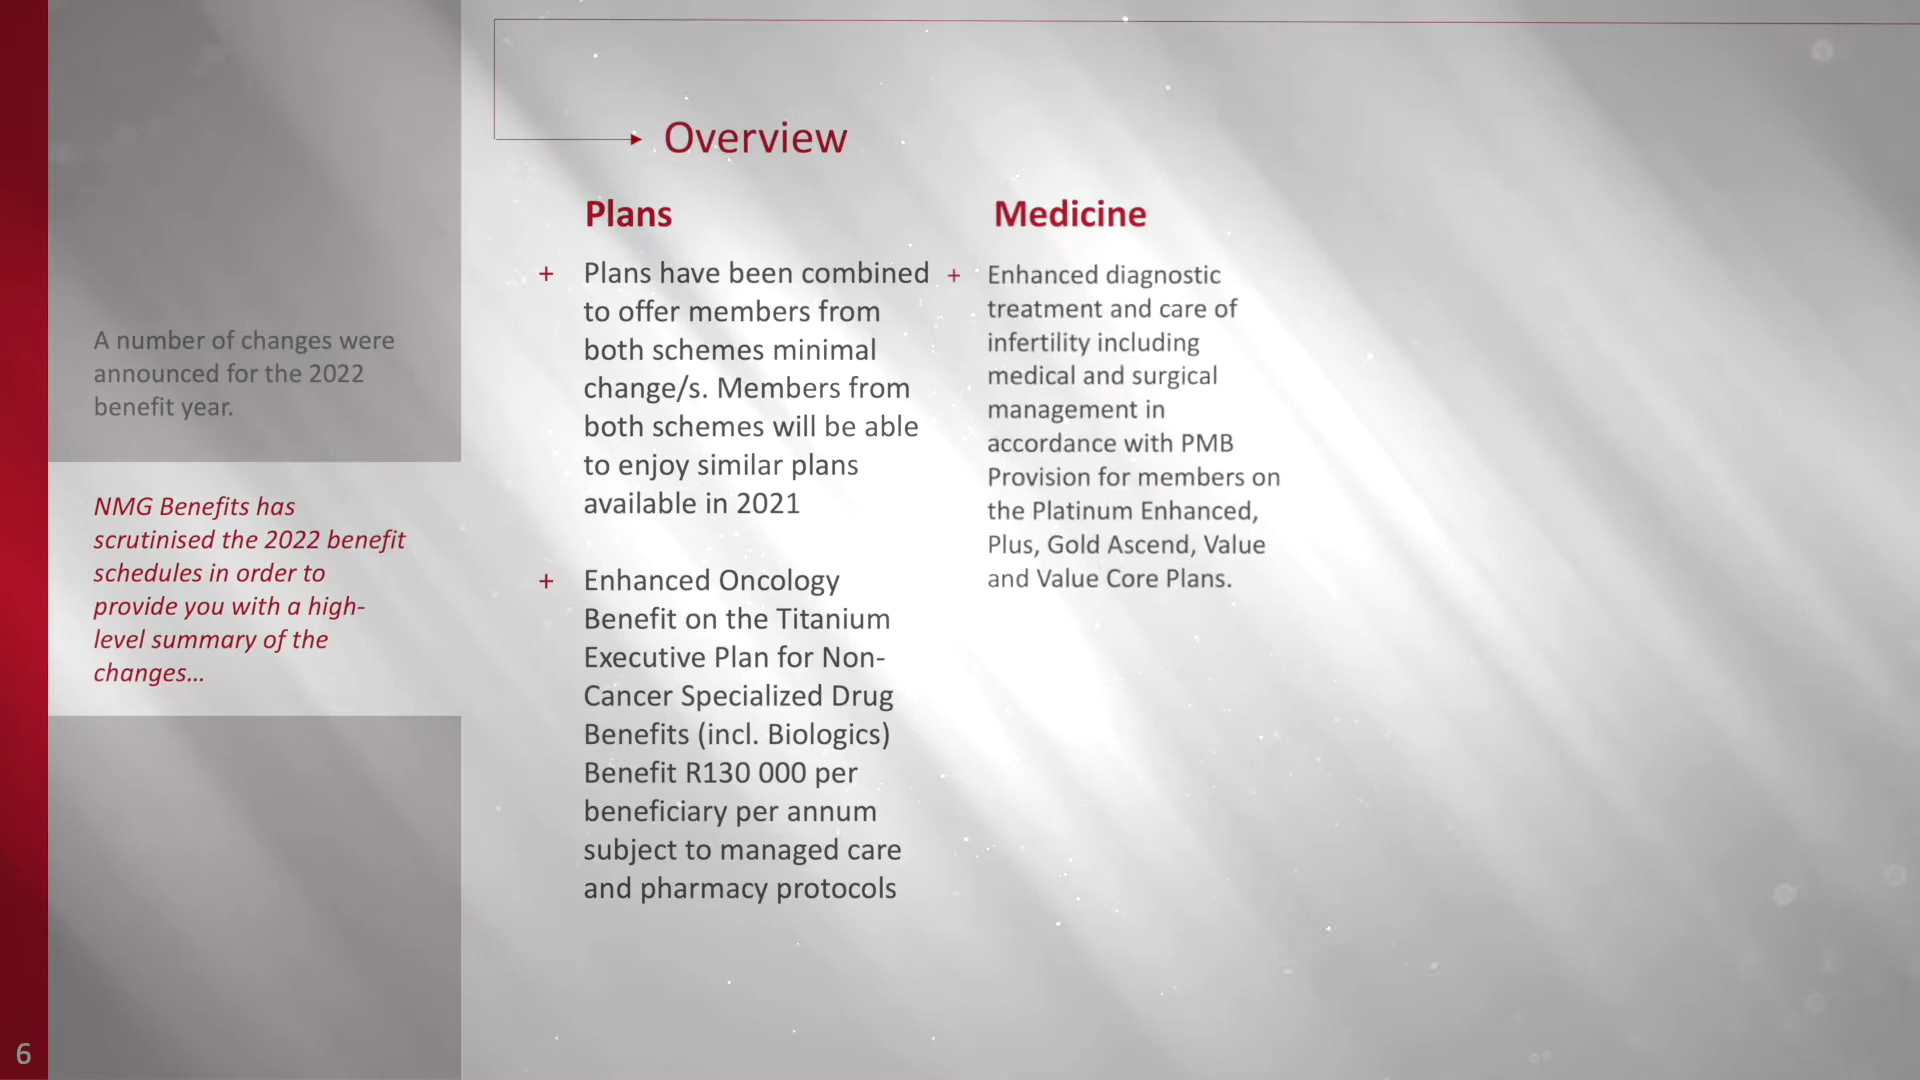 A number of changes were
announced for the 2022
benefit year.
NMG Benefits has
scrutinised the 2022 benefit
schedules in order to
provide you with a high-
level summary of the
changes...
6
Overview
Plans
+ Plans have been combined
to offer members from
both schemes minimal
change/s. Members from
both schemes will be able
to enjoy similar plans
available in 2021
+ Enhanced Oncology
Benefit on the Titanium
Executive Plan for Non-
Cancer Specialized Drug
Benefits (incl. Biologics)
Benefit R130 000 per
beneficiary per annum
subject to managed care
and pharmacy protocols
Medicine
+ Enhanced diagnostic
treatment and care of
infertility including
medical and surgical
management in
accordance with PMB
Provision for members on
the Platinum Enhanced,
Plus, Gold Ascend, Value
and Value Core Plans.